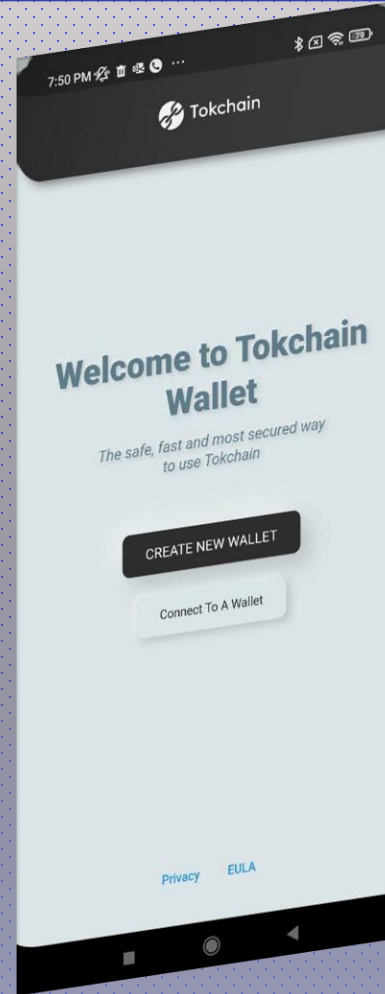 7:50 PM
79
Tokchain
Welcome to Tokchain
Wallet
The safe, fast and most secured way
to use Tokchain
CREATE NEW WALLET
Connect To A Wallet
Privacy EULA